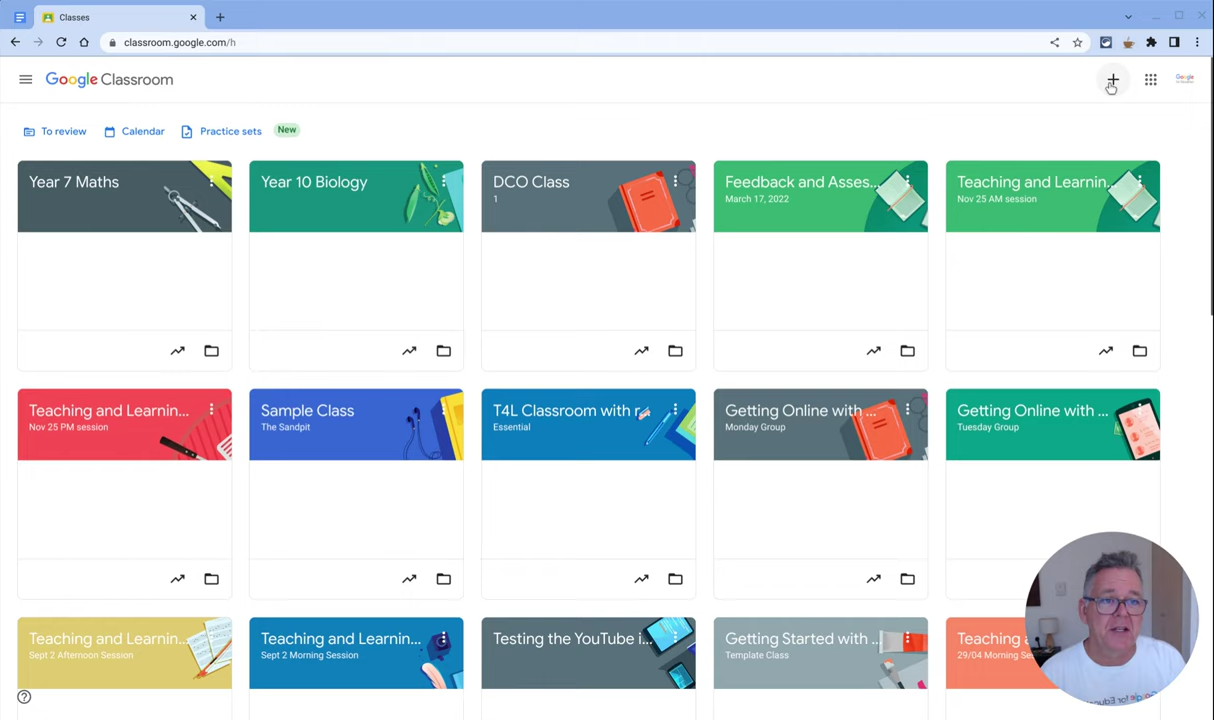 Classes
classroom.google.com/h
Google Classroom
To review
Calendar
Practice sets
New
Year 7 Maths
Year 10 Biology
DCO Class
1
Feedback and Asses...
March 17, 2022
Teaching and Learnin...
Nov 25 AM session
Teaching and Learnin...
Nov 25 PM session
Sample Class
The Sandpit
T4L Classroom with
Essential
Getting Online with ...
Monday Group
Getting Online with ...
Tuesday Group
Teaching and Learnin...
Sept 2 Afternoon Session
Teaching and Learnin...
Sept 2 Morning Session
Testing the YouTube i...
Getting Started with ...
Template Class
Teaching
29/04 Morning